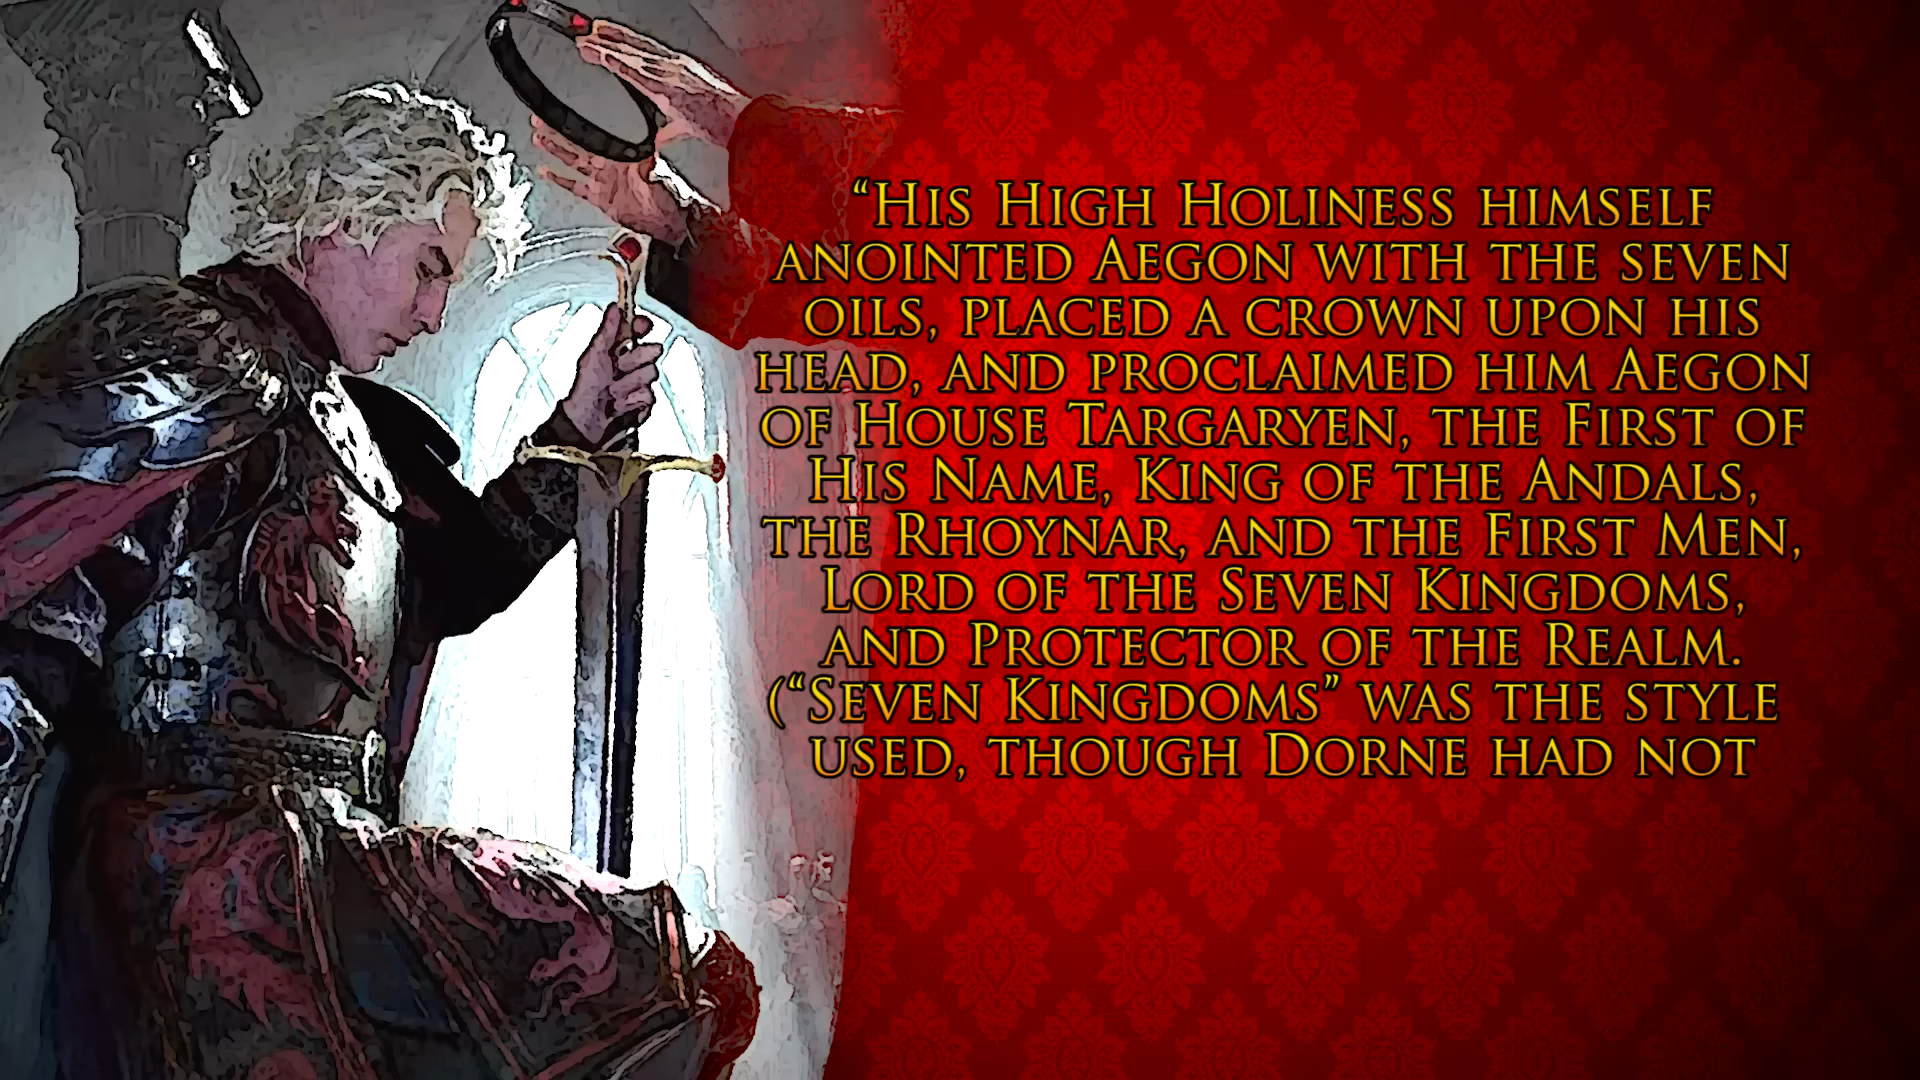 “His High Holiness himself
anointed Aegon with the seven
oils, placed a crown upon his
head, and proclaimed him Aegon
of House Targaryen, the First of
His Name, King of the Andals,
the Rhoynar, and the First Men,
Lord of the Seven Kingdoms,
and Protector of the Realm.
(“Seven Kingdoms” was the style
used, though Dorne had not